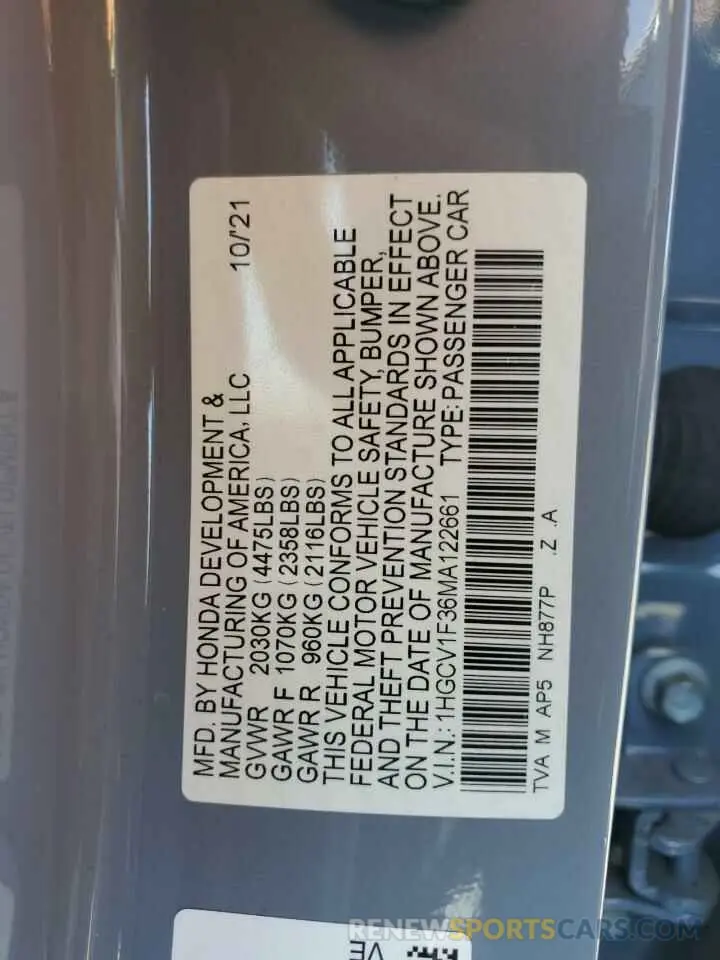 MFD. BY HONDA DEVELOPMENT &
MANUFACTURING OF AMERICA, LLC 10/'21
GVWR 2030KG (4475LBS)
GAWR F 1070KG (2358LBS)
GAWR R 960KG (2116LBS)
THIS VEHICLE CONFORMS TO ALL APPLICABLE
FEDERAL MOTOR VEHICLE SAFETY, BUMPER,
AND THEFT PREVENTION STANDARDS IN EFFECT
ON THE DATE OF MANUFACTURE SHOWN ABOVE.
V.I.N.: 1HGCV1F36MA122661 TYPE: PASSENGER CAR
TVA M AP5 NH877P .Z .A
VE
RENEWSPORTSCARS.COM